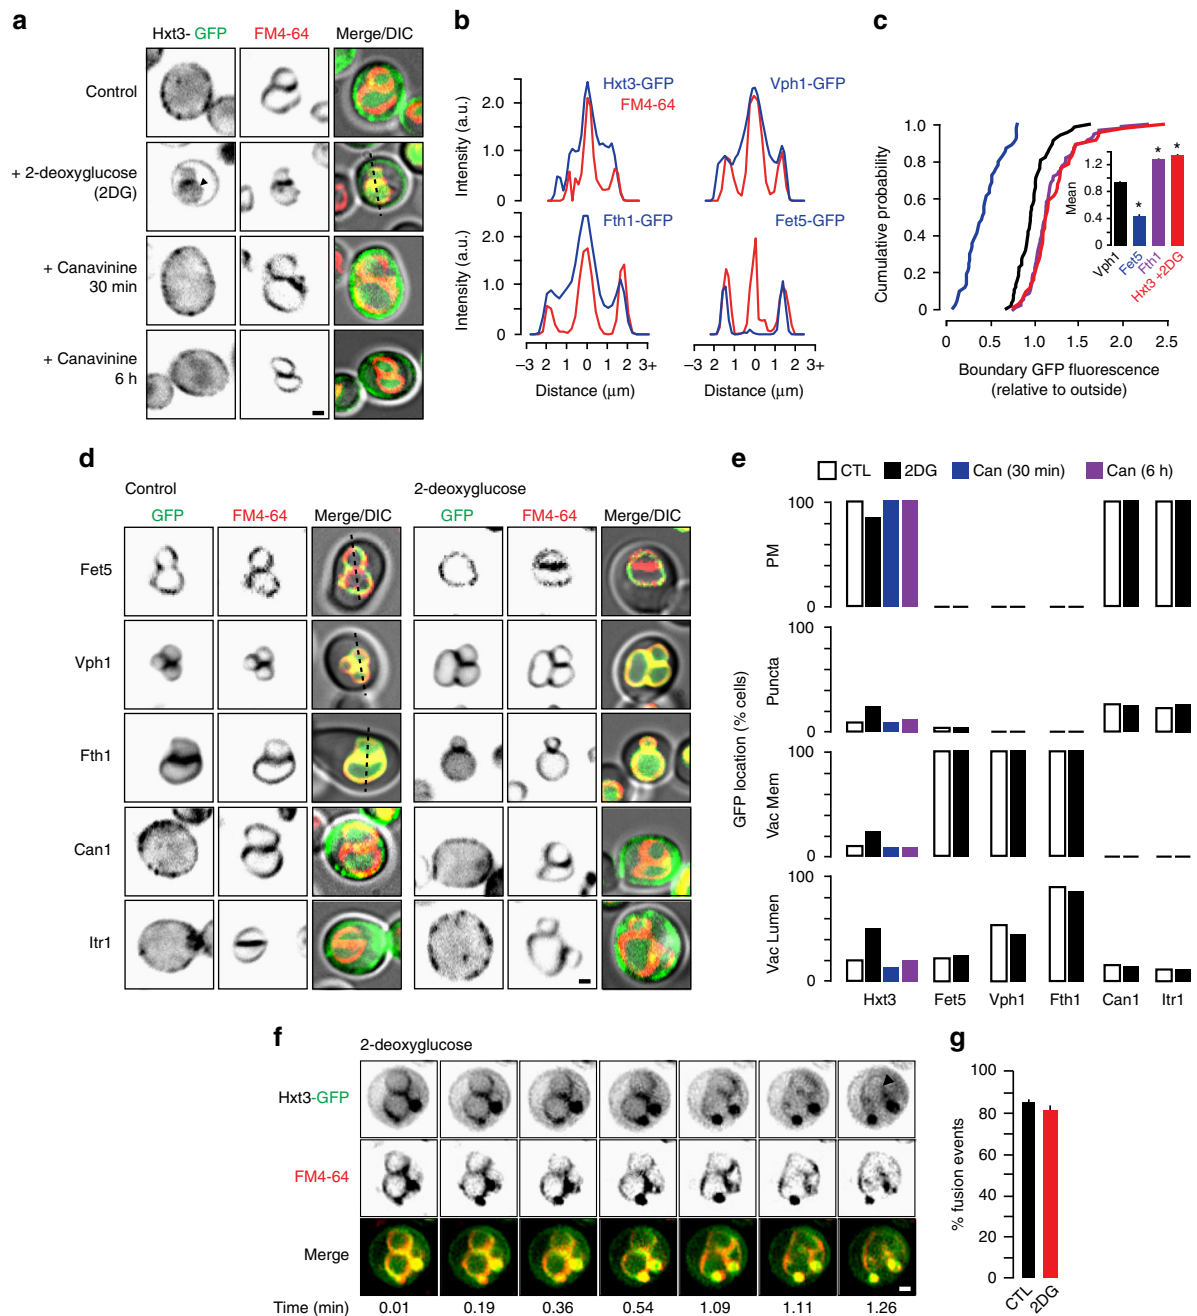 a
Hxt3- GFP FM4-64 Merge/DIC
Control
+ 2-deoxyglucose
(2DG)
+ Canavinine
30 min
+ Canavinine
6 h
b
Intensity (a.u.)
2.0
1.0
0
Hxt3-GFP
FM4-64
Vph1-GFP
Intensity (a.u.)
2.0
1.0
0
Fth1-GFP
Fet5-GFP
−3 2 1 0 1 2 3+
−3 2 1 0 1 2 3+
Distance (μm) Distance (μm)
c
Cumulative probability
1.0
0.8
0.6
0.4
0.2
0
0 0.5 1.0 1.5 2.0 2.5
Boundary GFP fluorescence
(relative to outside)
Mean
1.2
0.8
0.4
0
* * *
Vph1
Fet5
Fth1
Hxt3 +2DG
d
Control 2-deoxyglucose
GFP FM4-64 Merge/DIC GFP FM4-64 Merge/DIC
Fet5
Vph1
Fth1
Can1
Itr1
e
CTL 2DG Can (30 min) Can (6 h)
GFP location (% cells)
PM
100
0
Puncta
100
0
Vac Mem
100
0
Vac Lumen
100
0
Hxt3 Fet5 Vph1 Fth1 Can1 Itr1
f
2-deoxyglucose
Hxt3-GFP
FM4-64
Merge
Time (min) 0.01 0.19 0.36 0.54 1.09 1.11 1.26
g
% fusion events
100
80
60
40
20
0
CTL
2DG